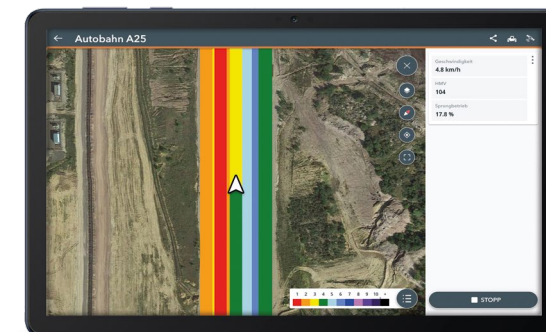 Autobahn A25
Geschwindigkeit
4.8 km/h
HMV
104
Sprungbetrieb
17.8 %
1 2 3 4 5 6 7 8 9 10 +
STOPP